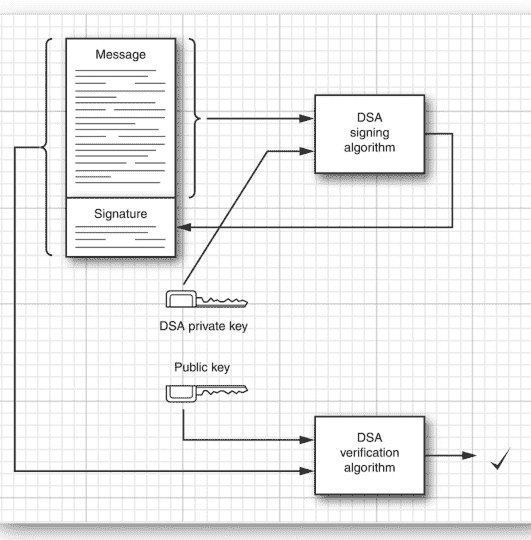 Message
DSA
signing
algorithm
Signature
DSA private key
Public key
DSA
verification
algorithm